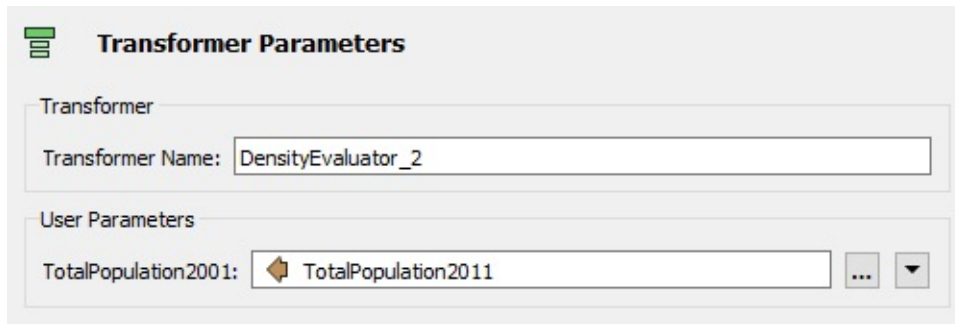 Transformer Parameters
Transformer
Transformer Name: DensityEvaluator_2
User Parameters
TotalPopulation2001: TotalPopulation2011 ...